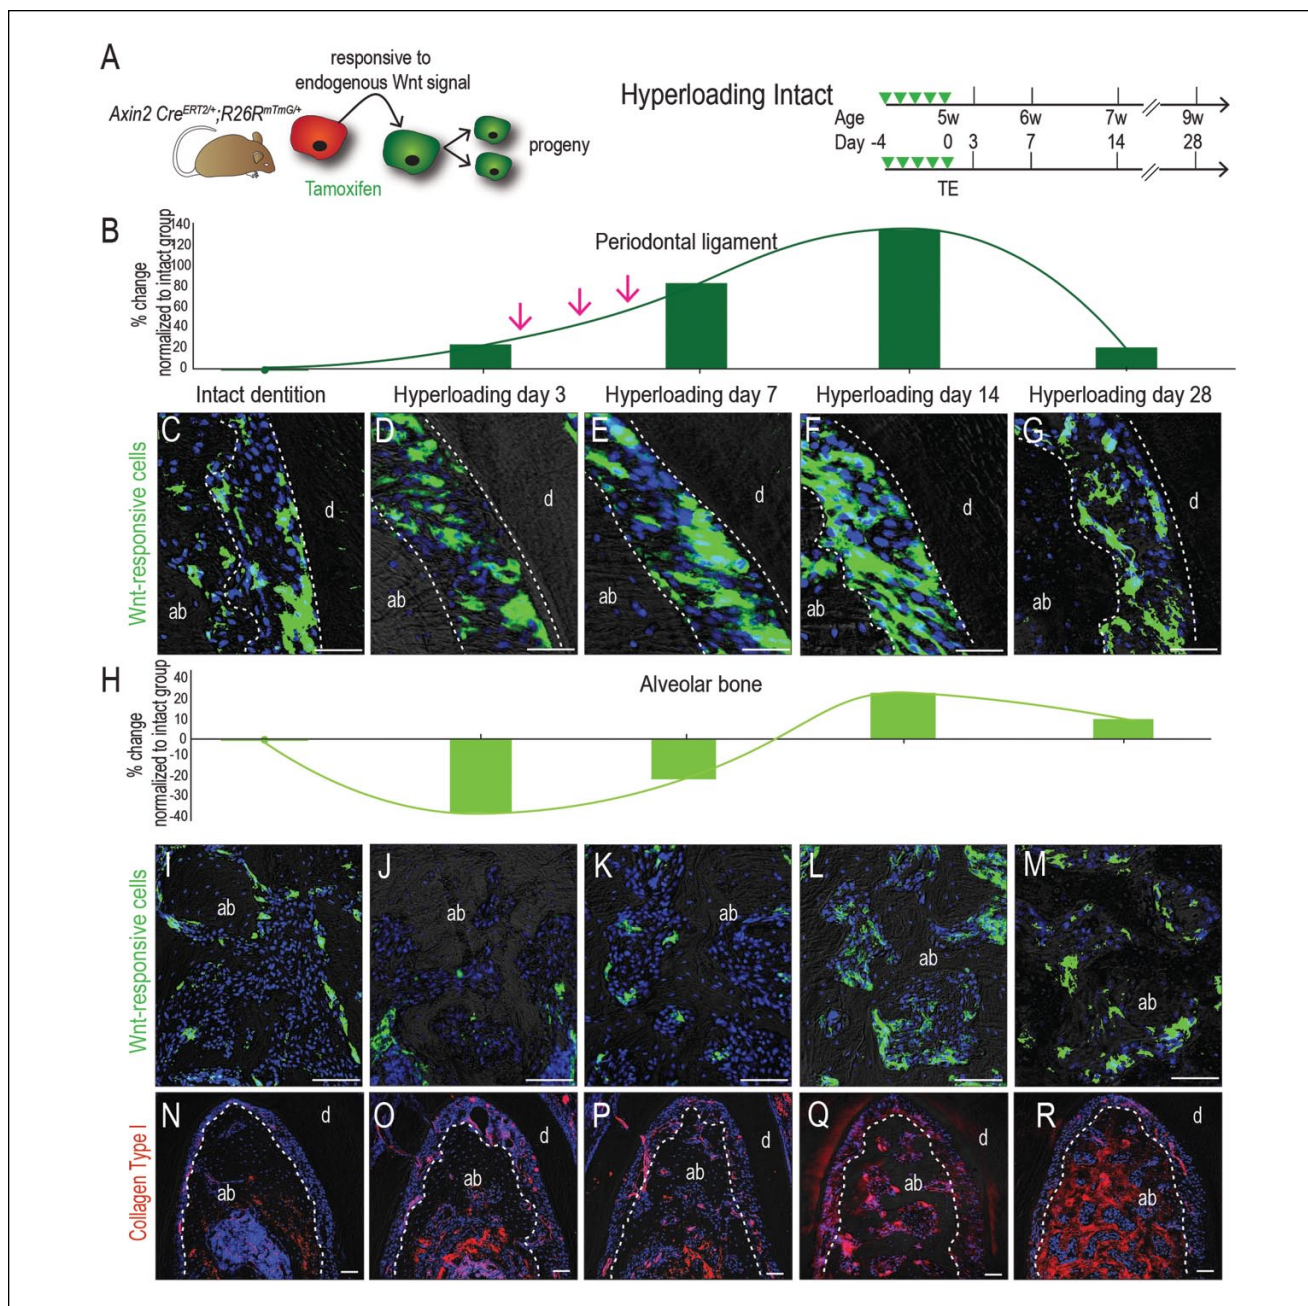 A
responsive to
endogenous Wnt signal
Axin2 Cre^ERT2/+;R26R^mTmG/+
Tamoxifen
progeny
Hyperloading Intact
Age 5w 6w 7w 9w
Day -4 0 3 7 14 28
TE
B
% change
normalized to intact group
140
120
100
80
60
40
20
0
Periodontal ligament
Intact dentition
Hyperloading day 3
Hyperloading day 7
Hyperloading day 14
Hyperloading day 28
Wnt-responsive cells
C
ab
d
D
ab
d
E
ab
d
F
ab
d
G
ab
d
H
% change
normalized to intact group
40
20
10
0
-10
-20
-30
-40
Alveolar bone
Wnt-responsive cells
I
ab
J
ab
K
ab
L
ab
M
ab
Collagen Type I
N
ab
d
O
ab
d
P
ab
d
Q
ab
d
R
ab
d